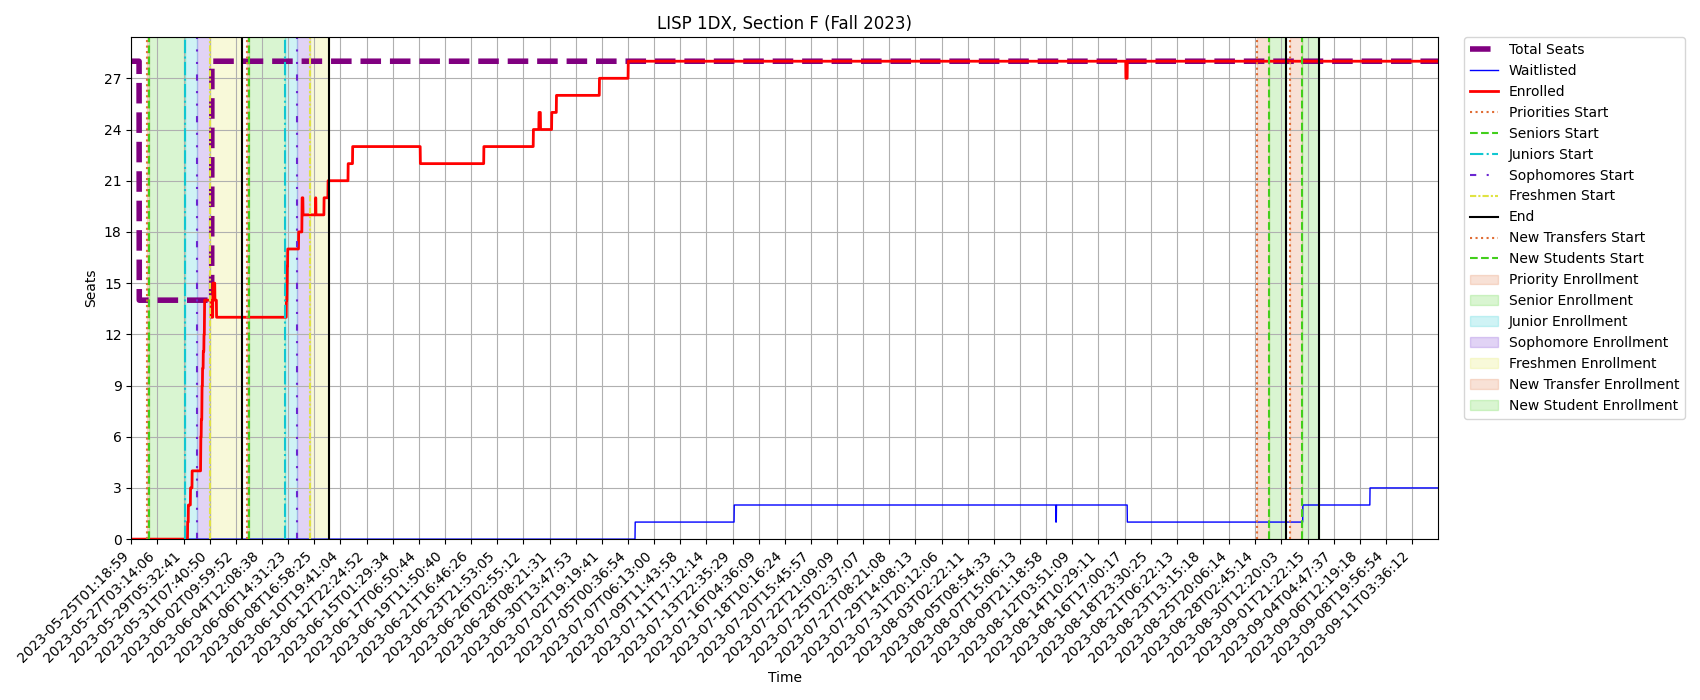 LISP 1DX, Section F (Fall 2023)
Seats
27
24
21
18
15
12
9
6
3
0
2023-05-25T01:18:59
2023-05-27T03:14:06
2023-05-29T05:32:41
2023-05-31T07:40:50
2023-06-02T09:59:52
2023-06-04T12:08:38
2023-06-06T14:31:23
2023-06-08T16:58:25
2023-06-10T19:41:04
2023-06-12T22:24:52
2023-06-15T01:29:34
2023-06-17T06:50:44
2023-06-19T11:50:40
2023-06-21T16:46:26
2023-06-23T21:53:05
2023-06-26T02:55:12
2023-06-28T08:21:31
2023-06-30T13:47:53
2023-07-02T19:19:41
2023-07-05T00:36:54
2023-07-07T06:13:00
2023-07-09T11:43:58
2023-07-11T17:12:14
2023-07-13T22:35:29
2023-07-16T04:36:09
2023-07-18T10:16:24
2023-07-20T15:45:57
2023-07-22T21:09:09
2023-07-25T02:37:07
2023-07-27T08:21:08
2023-07-29T14:08:13
2023-07-31T20:12:06
2023-08-03T02:22:11
2023-08-05T08:54:33
2023-08-07T15:06:13
2023-08-09T21:18:58
2023-08-12T03:51:09
2023-08-14T10:29:11
2023-08-16T17:00:17
2023-08-18T23:30:25
2023-08-21T06:22:13
2023-08-23T13:15:18
2023-08-25T20:06:14
2023-08-28T02:45:14
2023-08-30T12:20:03
2023-09-01T21:22:15
2023-09-04T04:47:37
2023-09-06T12:19:18
2023-09-08T19:56:54
2023-09-11T03:36:12
Time
Total Seats
Waitlisted
Enrolled
Priorities Start
Seniors Start
Juniors Start
Sophomores Start
Freshmen Start
End
New Transfers Start
New Students Start
Priority Enrollment
Senior Enrollment
Junior Enrollment
Sophomore Enrollment
Freshmen Enrollment
New Transfer Enrollment
New Student Enrollment